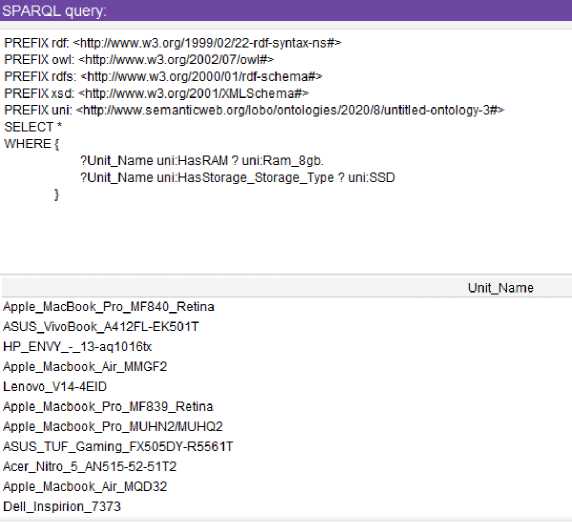 SPARQL query:
PREFIX rdf: <http://www.w3.org/1999/02/22-rdf-syntax-ns#>
PREFIX owl: <http://www.w3.org/2002/07/owl#>
PREFIX rdfs: <http://www.w3.org/2000/01/rdf-schema#>
PREFIX xsd: <http://www.w3.org/2001/XMLSchema#>
PREFIX uni: <http://www.semanticweb.org/lobo/ontologies/2020/8/untitled-ontology-3#>
SELECT *
WHERE {
?Unit_Name uni:HasRAM ? uni:Ram_8gb.
?Unit_Name uni:HasStorage_Storage_Type ? uni:SSD
}
Unit_Name
Apple_MacBook_Pro_MF840_Retina
ASUS_VivoBook_A412FL-EK501T
HP_ENVY_-_13-aq1016tx
Apple_Macbook_Air_MMGF2
Lenovo_V14-4EID
Apple_Macbook_Pro_MF839_Retina
Apple_Macbook_Pro_MUHN2/MUHQ2
ASUS_TUF_Gaming_FX505DY-R5561T
Acer_Nitro_5_AN515-52-51T2
Apple_Macbook_Air_MQD32
Dell_Inspirion_7373